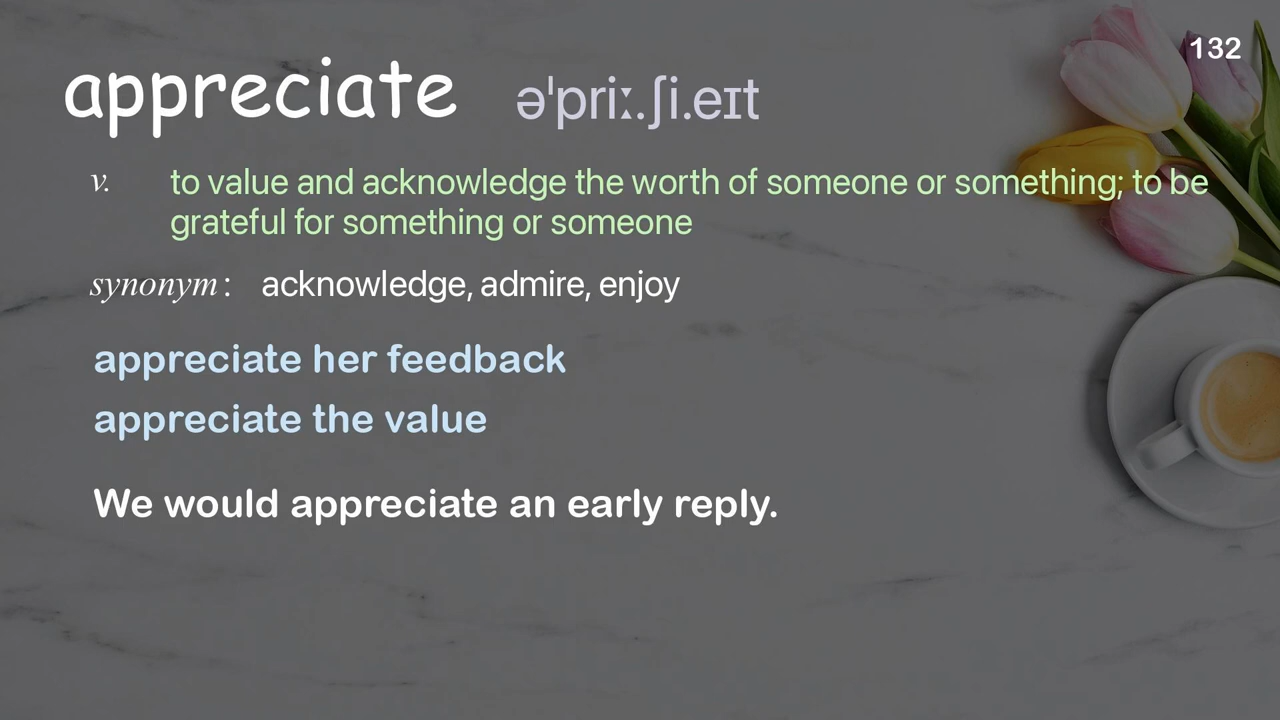 132
appreciate əˈpriː.ʃi.eɪt
v. to value and acknowledge the worth of someone or something; to be
grateful for something or someone
synonym : acknowledge, admire, enjoy
appreciate her feedback
appreciate the value
We would appreciate an early reply.